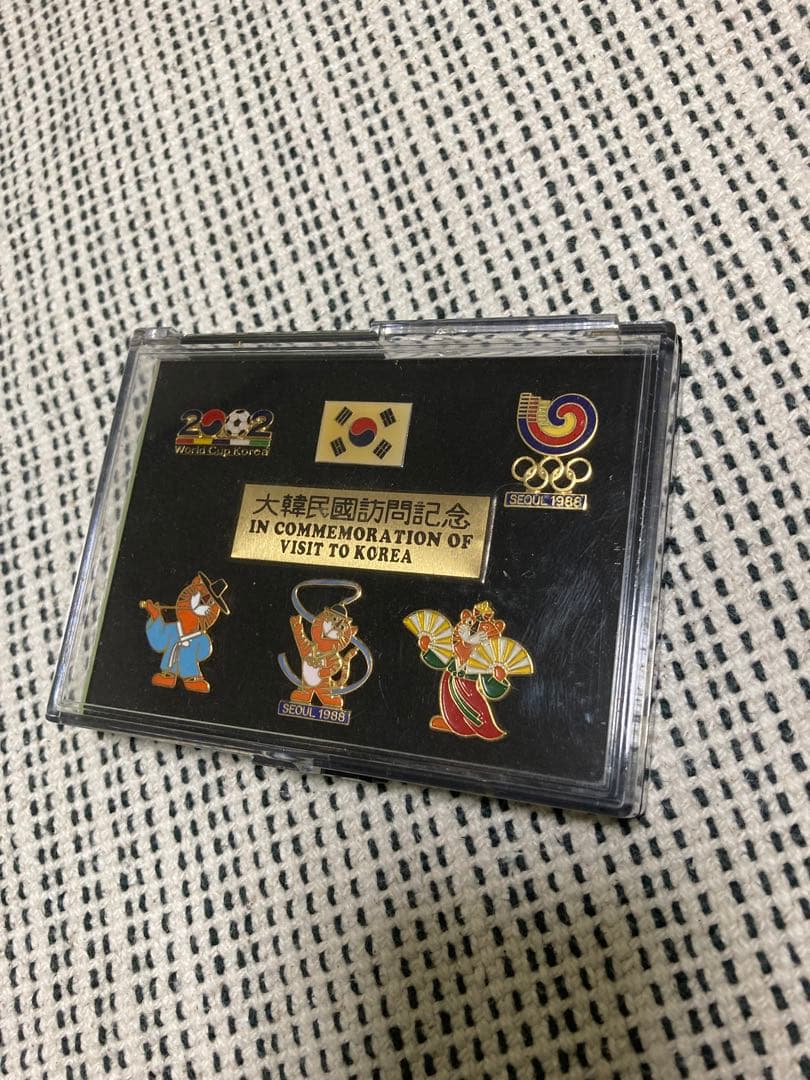 2002
World Cup Korea
SEOUL 1988
大韓民國訪問記念
IN COMMEMORATION OF
VISIT TO KOREA
SEOUL 1988